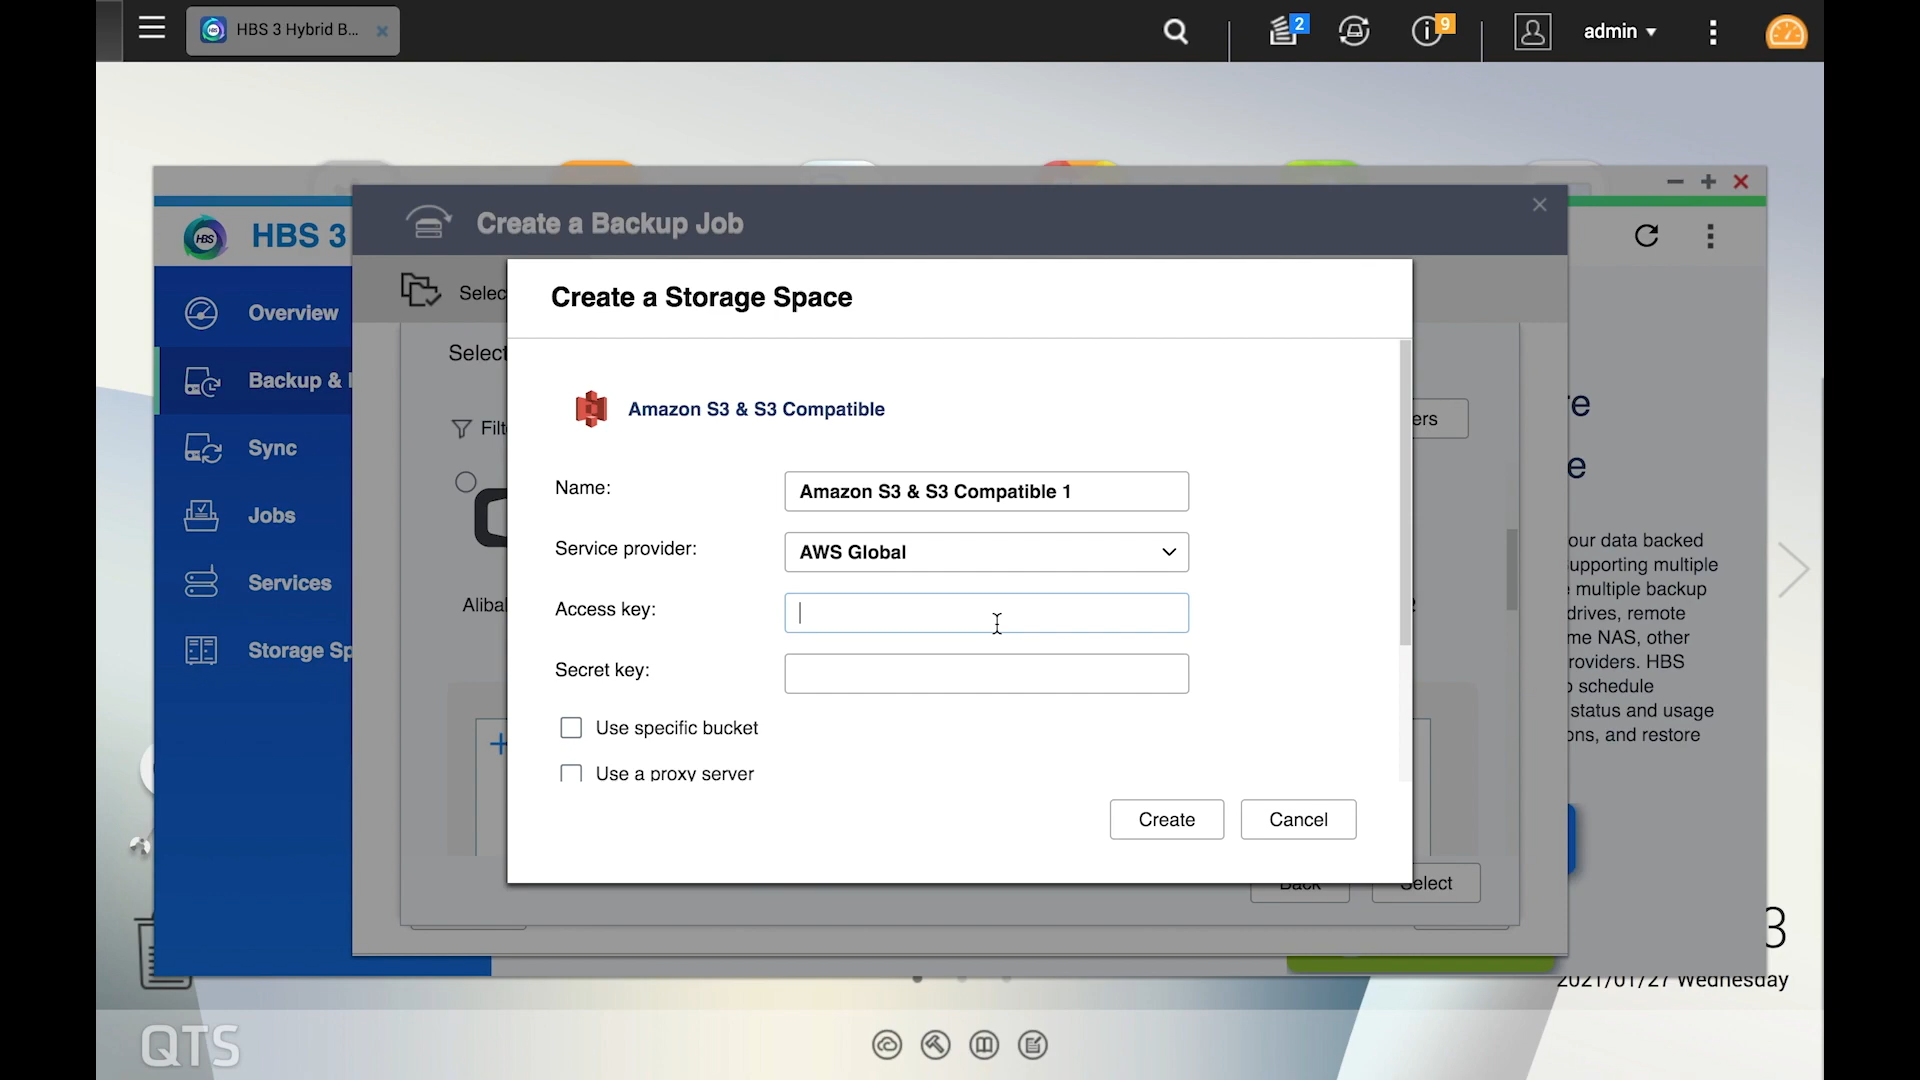 HBS 3 Hybrid B...
2
9
admin
HBS 3
Create a Backup Job
Selec
Create a Storage Space
Overview
Select
Backup &
Amazon S3 & S3 Compatible
ers
Filt
Sync
Name:
Amazon S3 & S3 Compatible 1
Jobs
Service provider:
AWS Global
our data backed
upporting multiple
multiple backup
drives, remote
me NAS, other
roviders. HBS
schedule
status and usage
ons, and restore
Services
Alibal
Access key:
Storage Sp
Secret key:
Use specific bucket
Use a proxy server
Create
Cancel
Back
Select
3
2021/01/27 Wednesday
QTS